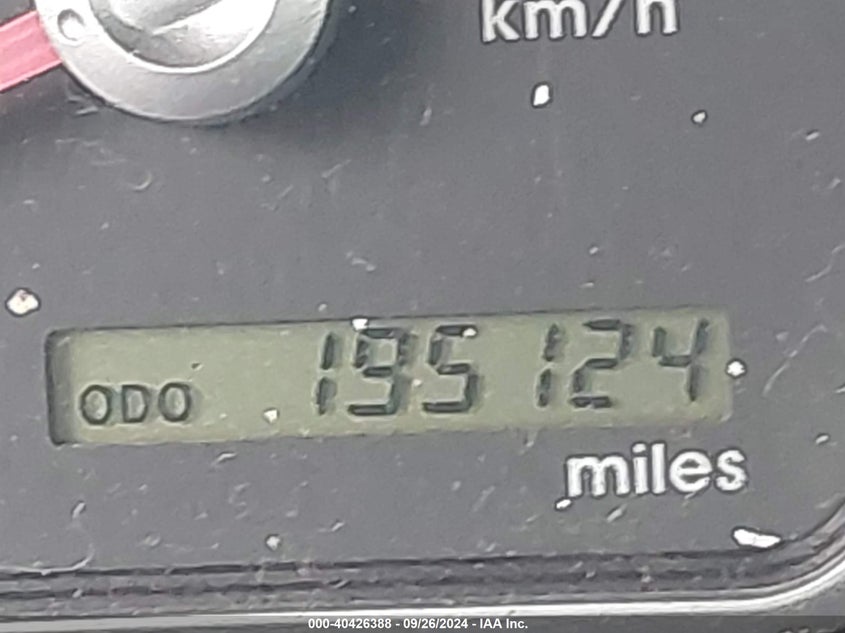 km/h
ODO 195124
miles
000-40426388 - 09/26/2024 - IAA Inc.